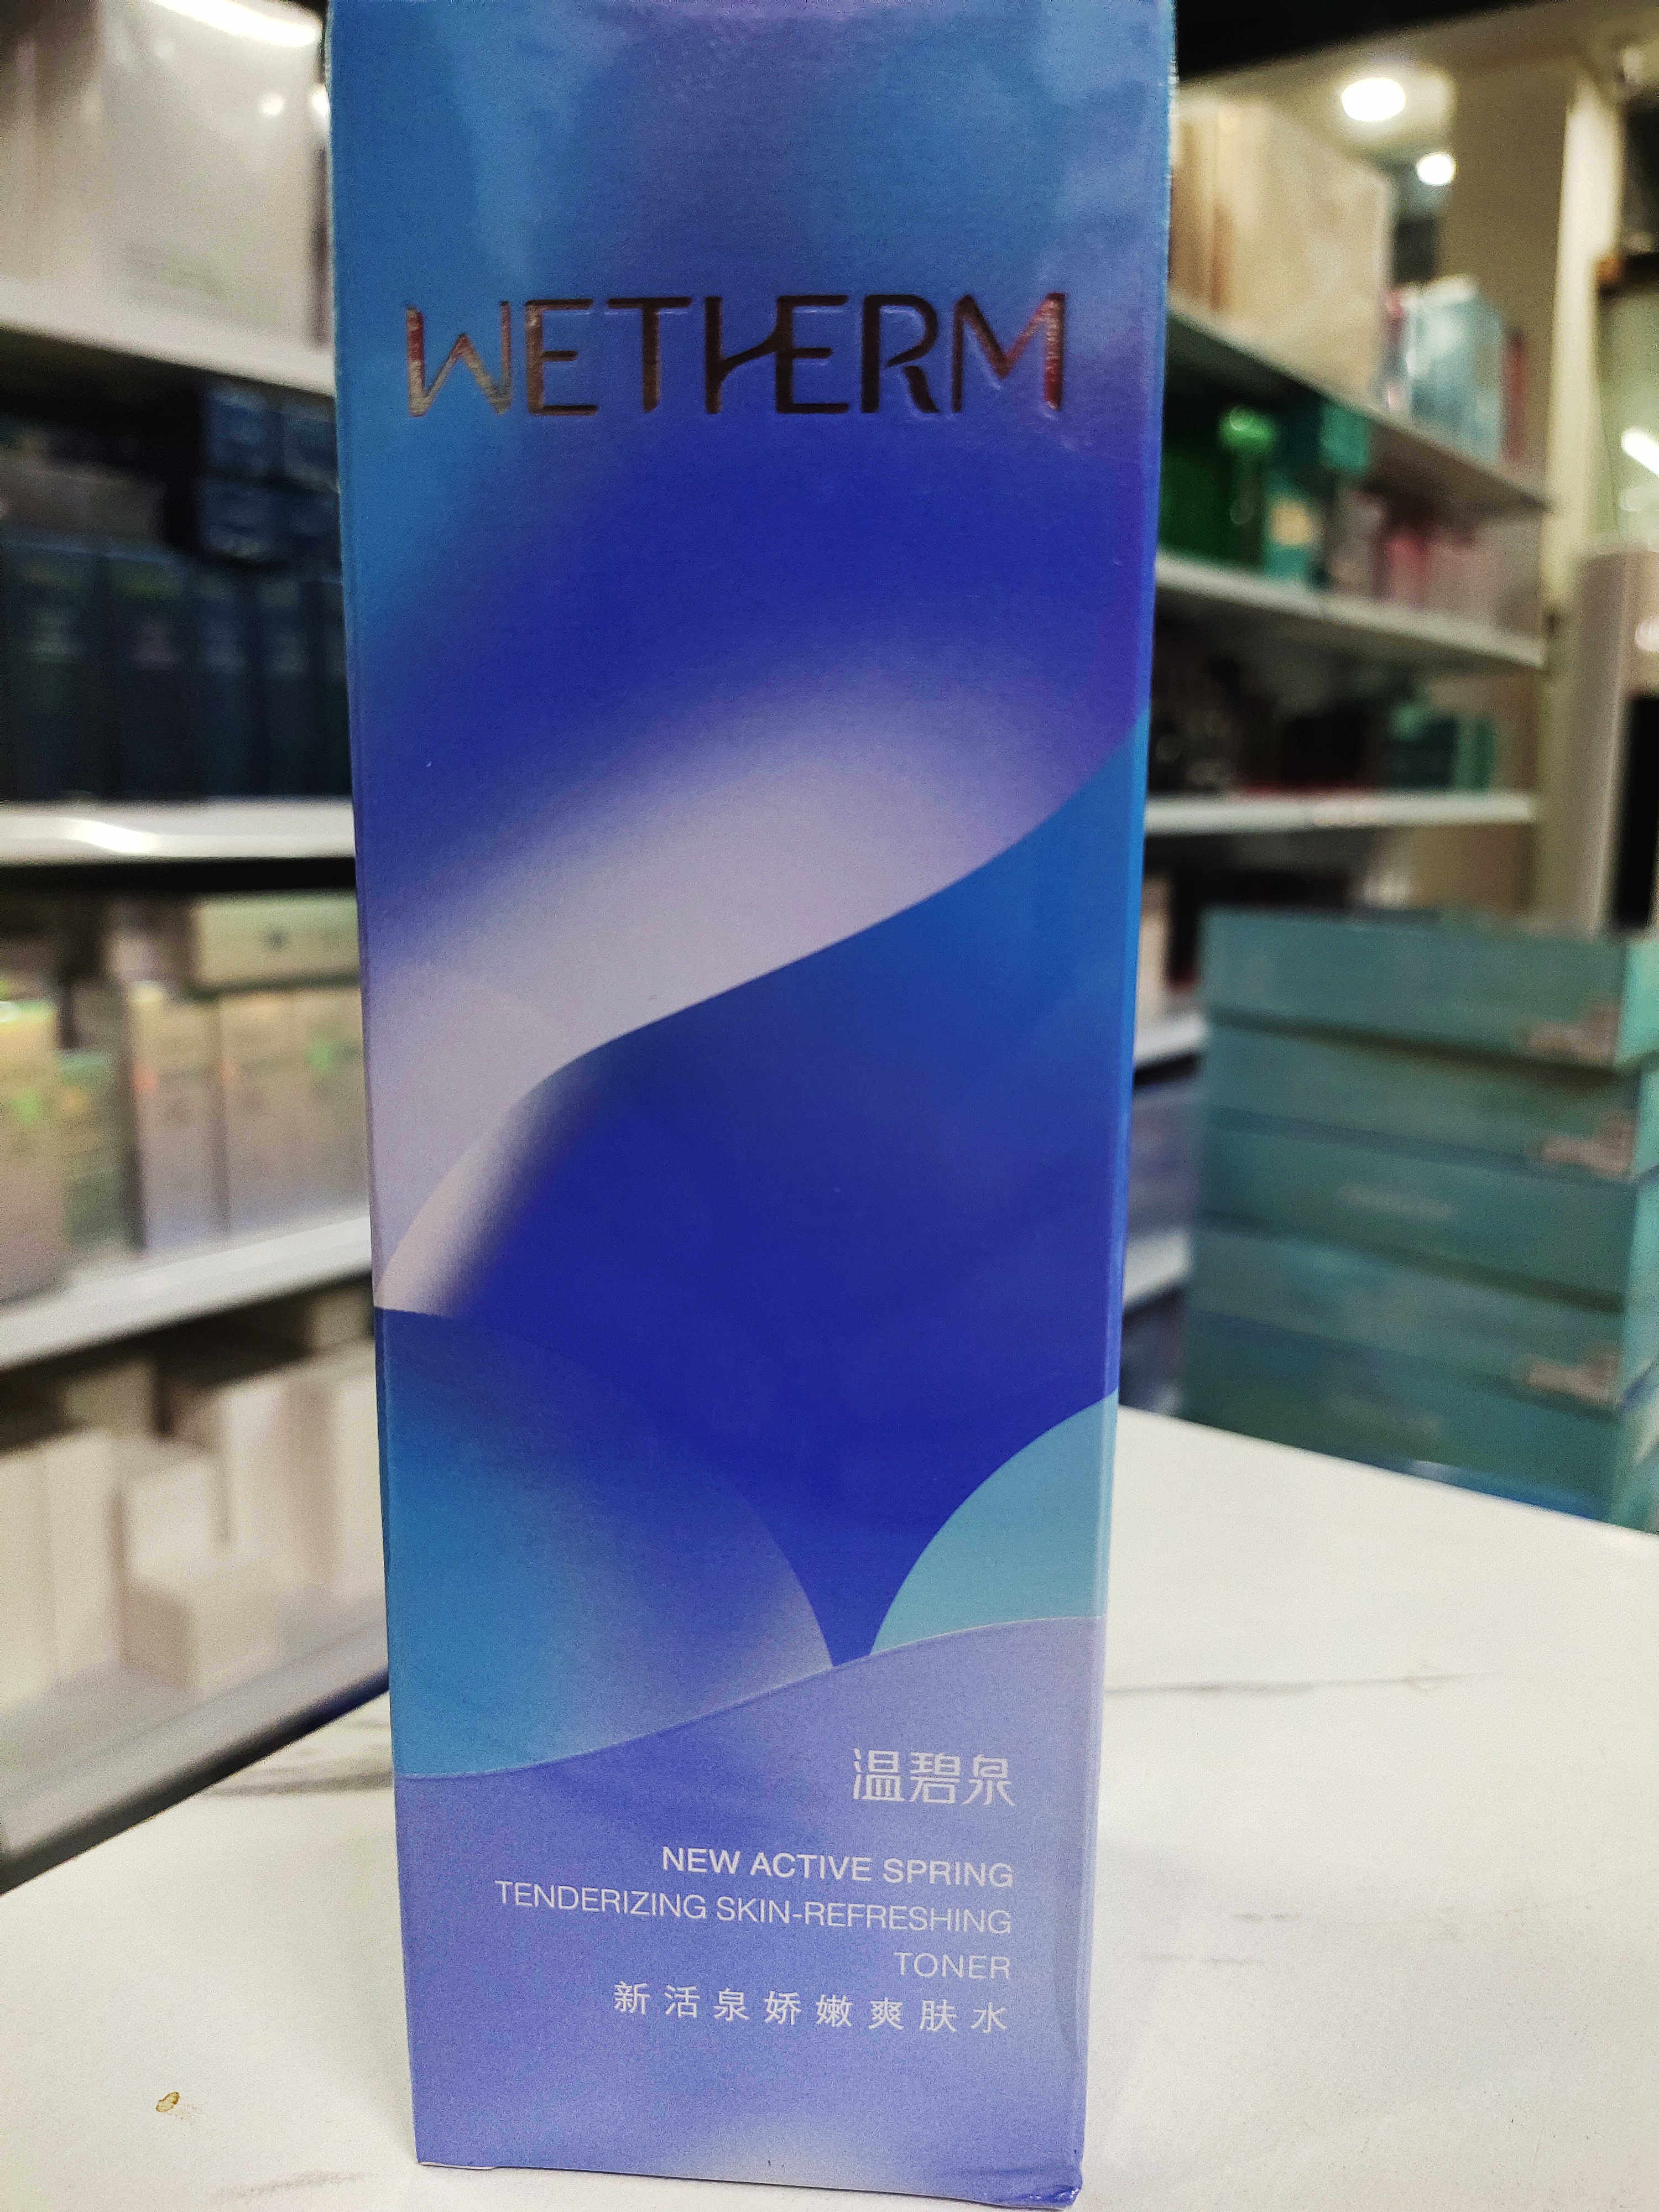 WETHERM
温碧泉
NEW ACTIVE SPRING
TENDERIZING SKIN-REFRESHING
TONER
新活泉娇嫩爽肤水